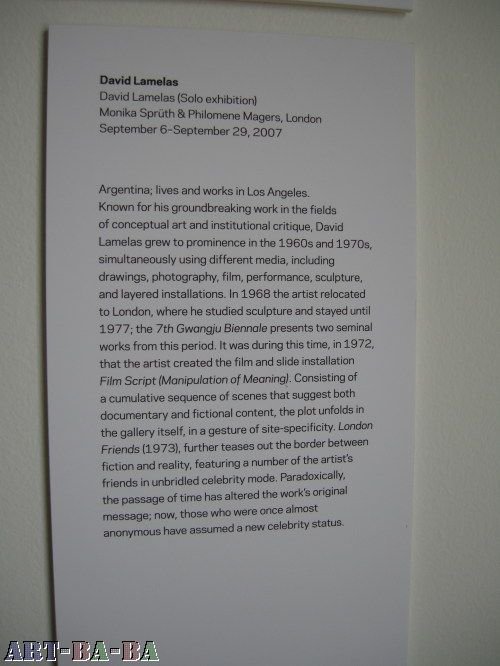 David Lamelas
David Lamelas (Solo exhibition)
Monika Sprüth & Philomene Magers, London
September 6–September 29, 2007
Argentina; lives and works in Los Angeles.
Known for his groundbreaking work in the fields
of conceptual art and institutional critique, David
Lamelas grew to prominence in the 1960s and 1970s,
simultaneously using different media, including
drawings, photography, film, performance, sculpture,
and layered installations. In 1968 the artist relocated
to London, where he studied sculpture and stayed until
1977; the 7th Gwangju Biennale presents two seminal
works from this period. It was during this time, in 1972,
that the artist created the film and slide installation
Film Script (Manipulation of Meaning). Consisting of
a cumulative sequence of scenes that suggest both
documentary and fictional content, the plot unfolds in
the gallery itself, in a gesture of site-specificity. London
Friends (1973), further teases out the border between
fiction and reality, featuring a number of the artist's
friends in unbridled celebrity mode. Paradoxically,
the passage of time has altered the work's original
message; now, those who were once almost
anonymous have assumed a new celebrity status.
ART-BA-BA